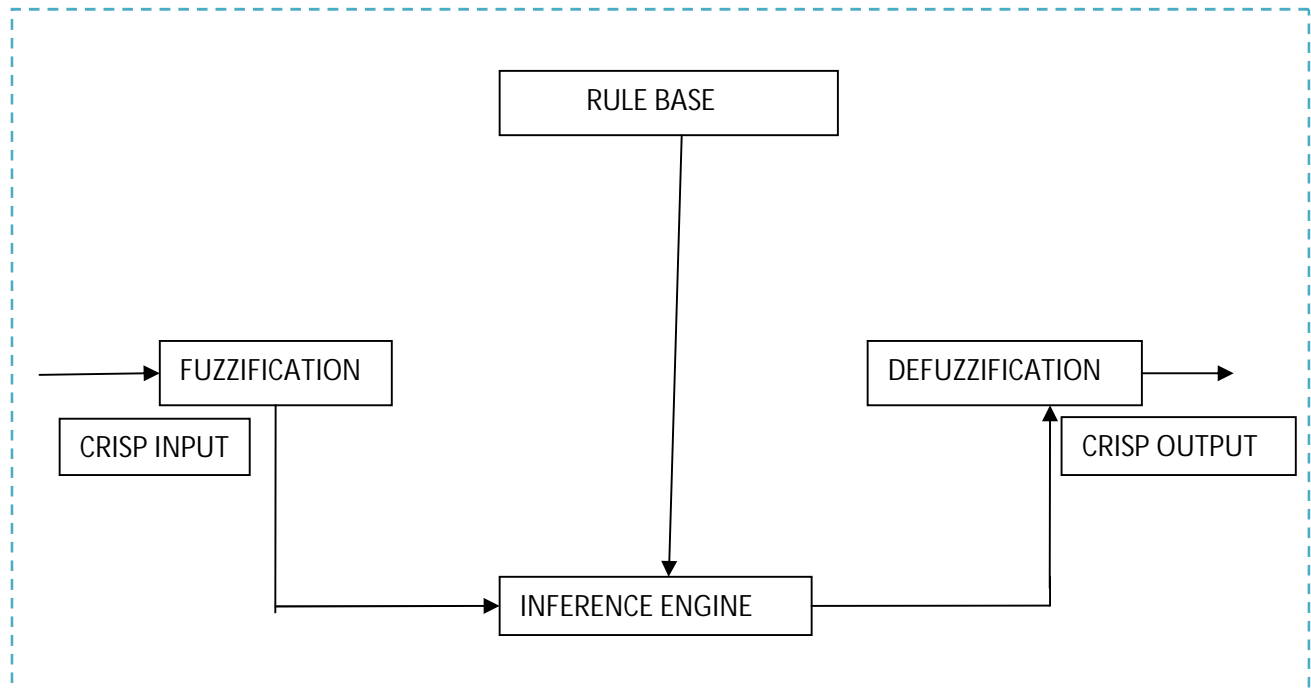 RULE BASE
FUZZIFICATION
DEFUZZIFICATION
CRISP INPUT
CRISP OUTPUT
INFERENCE ENGINE